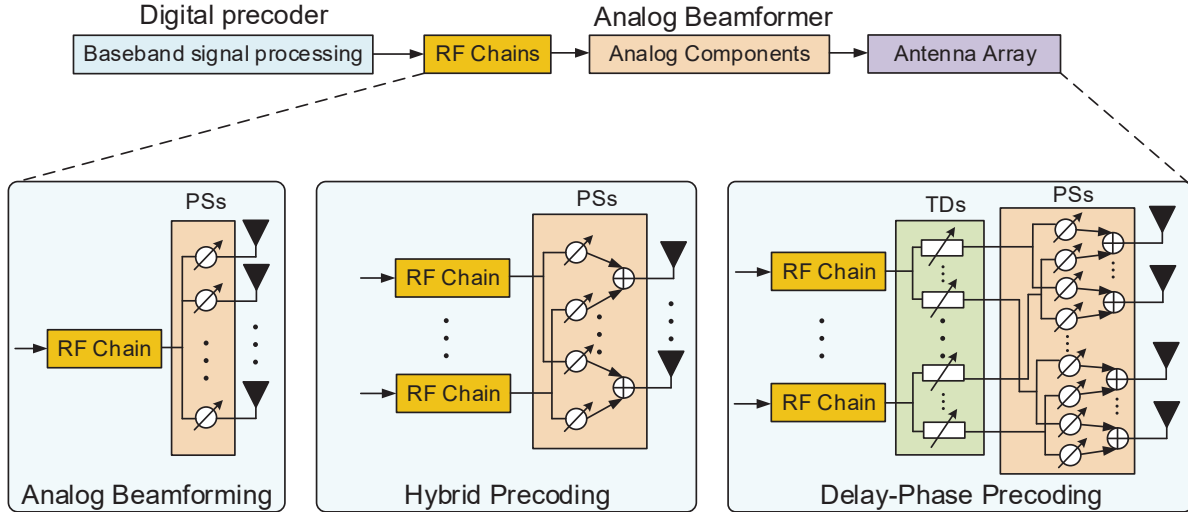 Digital precoder
Analog Beamformer
Baseband signal processing
RF Chains
Analog Components
Antenna Array
PSs
RF Chain
Analog Beamforming
PSs
RF Chain
RF Chain
Hybrid Precoding
TDs
PSs
RF Chain
RF Chain
Delay-Phase Precoding